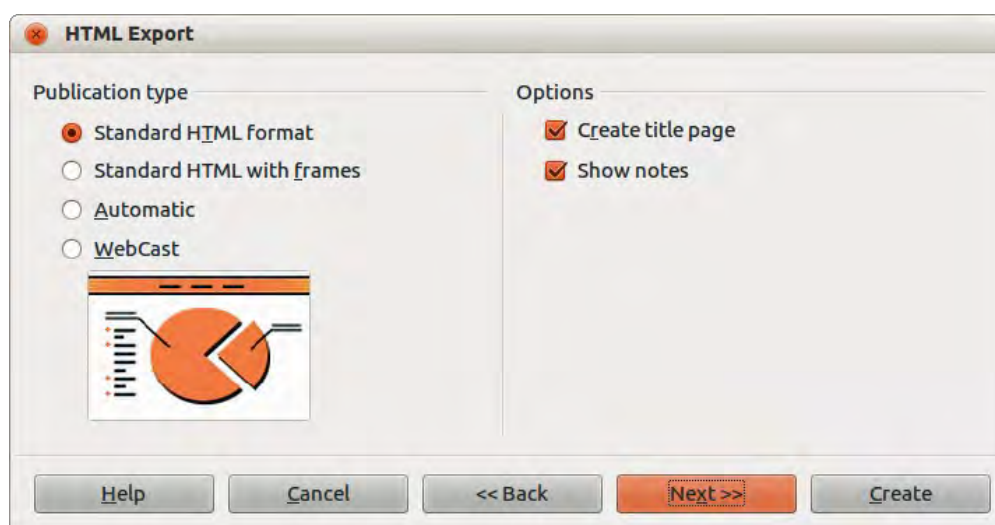 HTML Export
Publication type
Standard HTML format
Standard HTML with frames
Automatic
WebCast
Options
Create title page
Show notes
Help
Cancel
<< Back
Next >>
Create